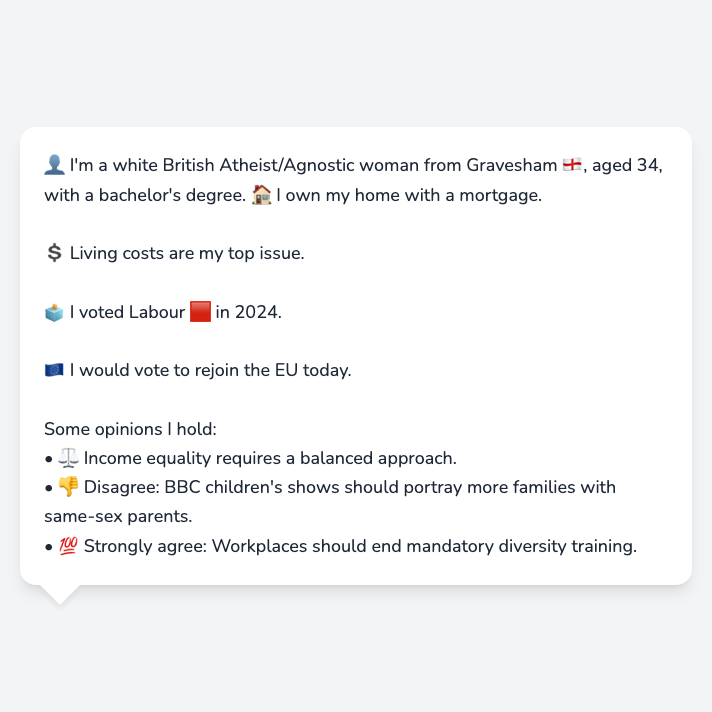 👤 I'm a white British Atheist/Agnostic woman from Gravesham 🏴󠁧󠁢󠁥󠁮󠁧󠁿, aged 34,
with a bachelor's degree. 🏠 I own my home with a mortgage.
💲 Living costs are my top issue.
🗳️ I voted Labour 🟥 in 2024.
🇪🇺 I would vote to rejoin the EU today.
Some opinions I hold:
• ⚖️ Income equality requires a balanced approach.
• 👎 Disagree: BBC children's shows should portray more families with
same-sex parents.
• 💯 Strongly agree: Workplaces should end mandatory diversity training.